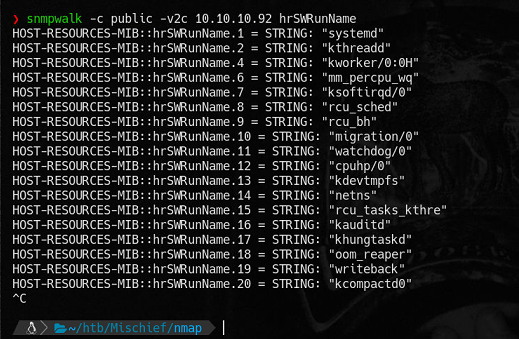 ❯ snmpwalk -c public -v2c 10.10.10.92 hrSWRunName
HOST-RESOURCES-MIB::hrSWRunName.1 = STRING: "systemd"
HOST-RESOURCES-MIB::hrSWRunName.2 = STRING: "kthreadd"
HOST-RESOURCES-MIB::hrSWRunName.4 = STRING: "kworker/0:0H"
HOST-RESOURCES-MIB::hrSWRunName.6 = STRING: "mm_percpu_wq"
HOST-RESOURCES-MIB::hrSWRunName.7 = STRING: "ksoftirqd/0"
HOST-RESOURCES-MIB::hrSWRunName.8 = STRING: "rcu_sched"
HOST-RESOURCES-MIB::hrSWRunName.9 = STRING: "rcu_bh"
HOST-RESOURCES-MIB::hrSWRunName.10 = STRING: "migration/0"
HOST-RESOURCES-MIB::hrSWRunName.11 = STRING: "watchdog/0"
HOST-RESOURCES-MIB::hrSWRunName.12 = STRING: "cpuhp/0"
HOST-RESOURCES-MIB::hrSWRunName.13 = STRING: "kdevtmpfs"
HOST-RESOURCES-MIB::hrSWRunName.14 = STRING: "netns"
HOST-RESOURCES-MIB::hrSWRunName.15 = STRING: "rcu_tasks_kthre"
HOST-RESOURCES-MIB::hrSWRunName.16 = STRING: "kauditd"
HOST-RESOURCES-MIB::hrSWRunName.17 = STRING: "khungtaskd"
HOST-RESOURCES-MIB::hrSWRunName.18 = STRING: "oom_reaper"
HOST-RESOURCES-MIB::hrSWRunName.19 = STRING: "writeback"
HOST-RESOURCES-MIB::hrSWRunName.20 = STRING: "kcompactd0"
^C
~/htb/Mischief/nmap